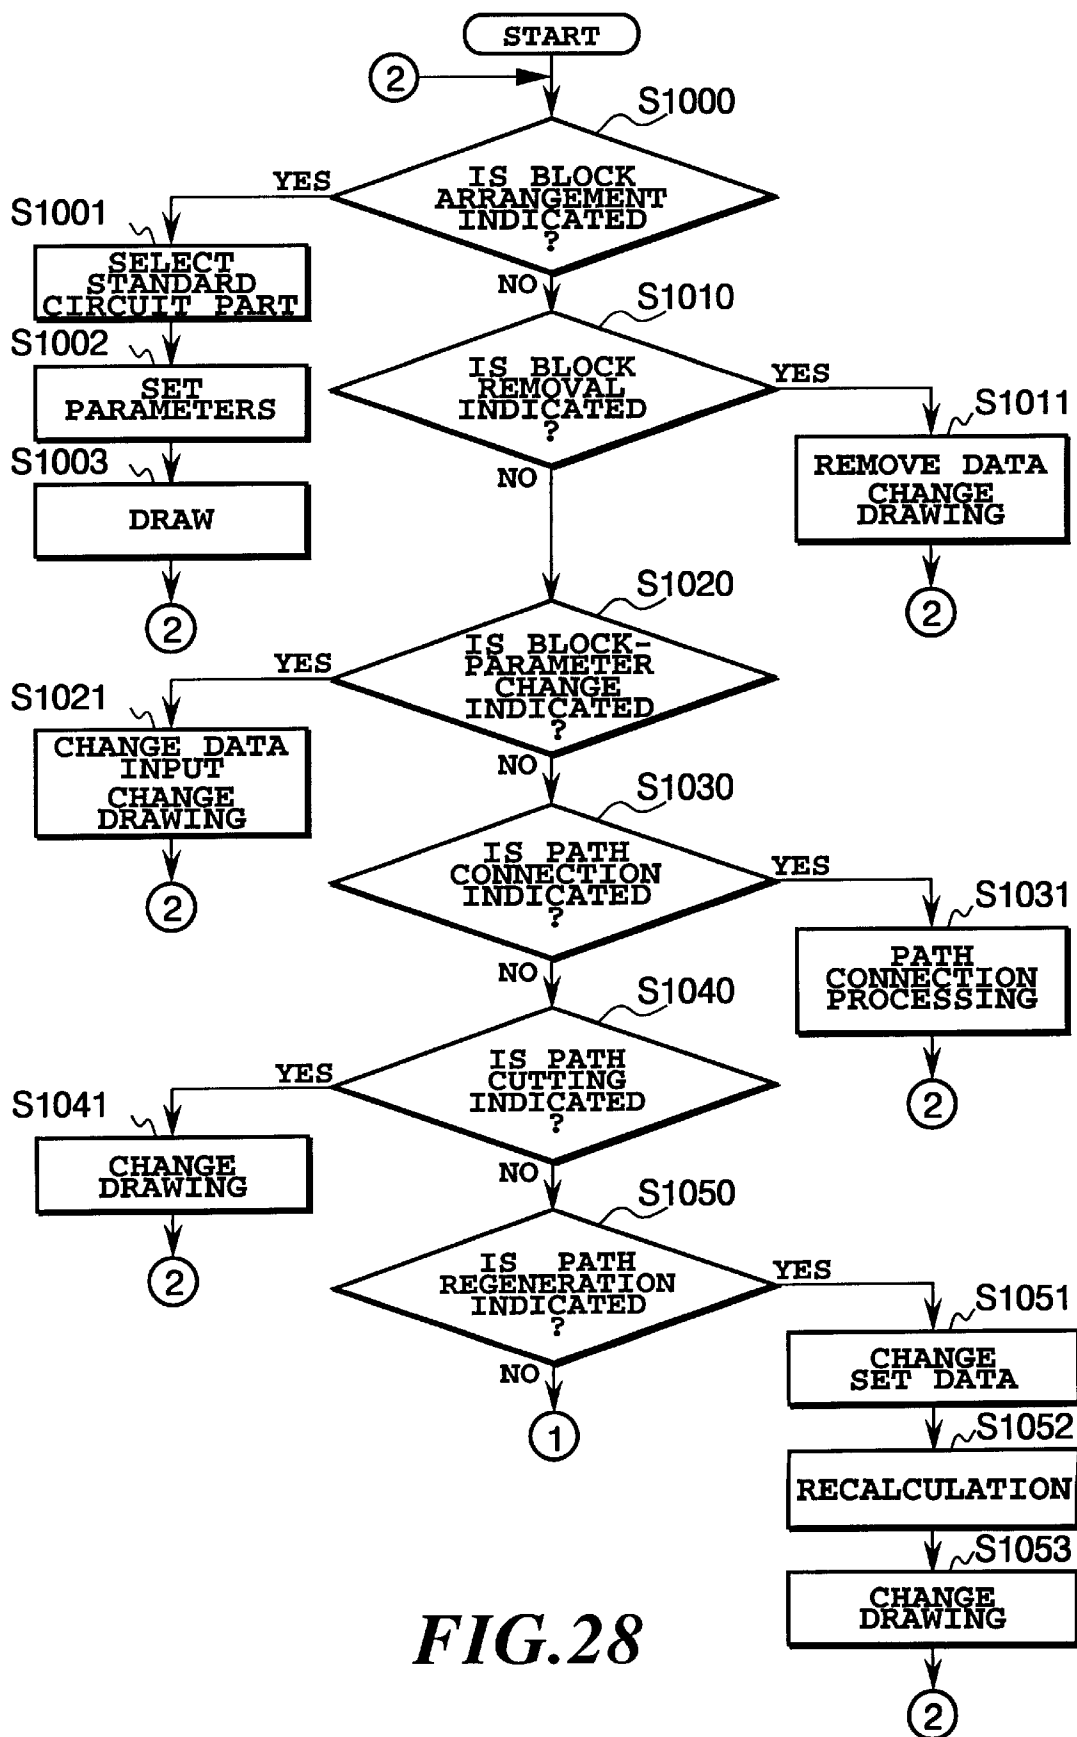 START
2
S1000
IS BLOCK
ARRANGEMENT
INDICATED
?
YES
NO
S1001
SELECT
STANDARD
CIRCUIT PART
S1002
SET
PARAMETERS
S1003
DRAW
2
S1010
IS BLOCK
REMOVAL
INDICATED
?
YES
NO
S1011
REMOVE DATA
CHANGE
DRAWING
2
S1020
IS BLOCK-
PARAMETER
CHANGE
INDICATED
?
YES
NO
S1021
CHANGE DATA
INPUT
CHANGE
DRAWING
2
S1030
IS PATH
CONNECTION
INDICATED
?
YES
NO
S1031
PATH
CONNECTION
PROCESSING
2
S1040
IS PATH
CUTTING
INDICATED
?
YES
NO
S1041
CHANGE
DRAWING
2
S1050
IS PATH
REGENERATION
INDICATED
?
YES
NO
1
S1051
CHANGE
SET DATA
S1052
RECALCULATION
S1053
CHANGE
DRAWING
2
FIG.28